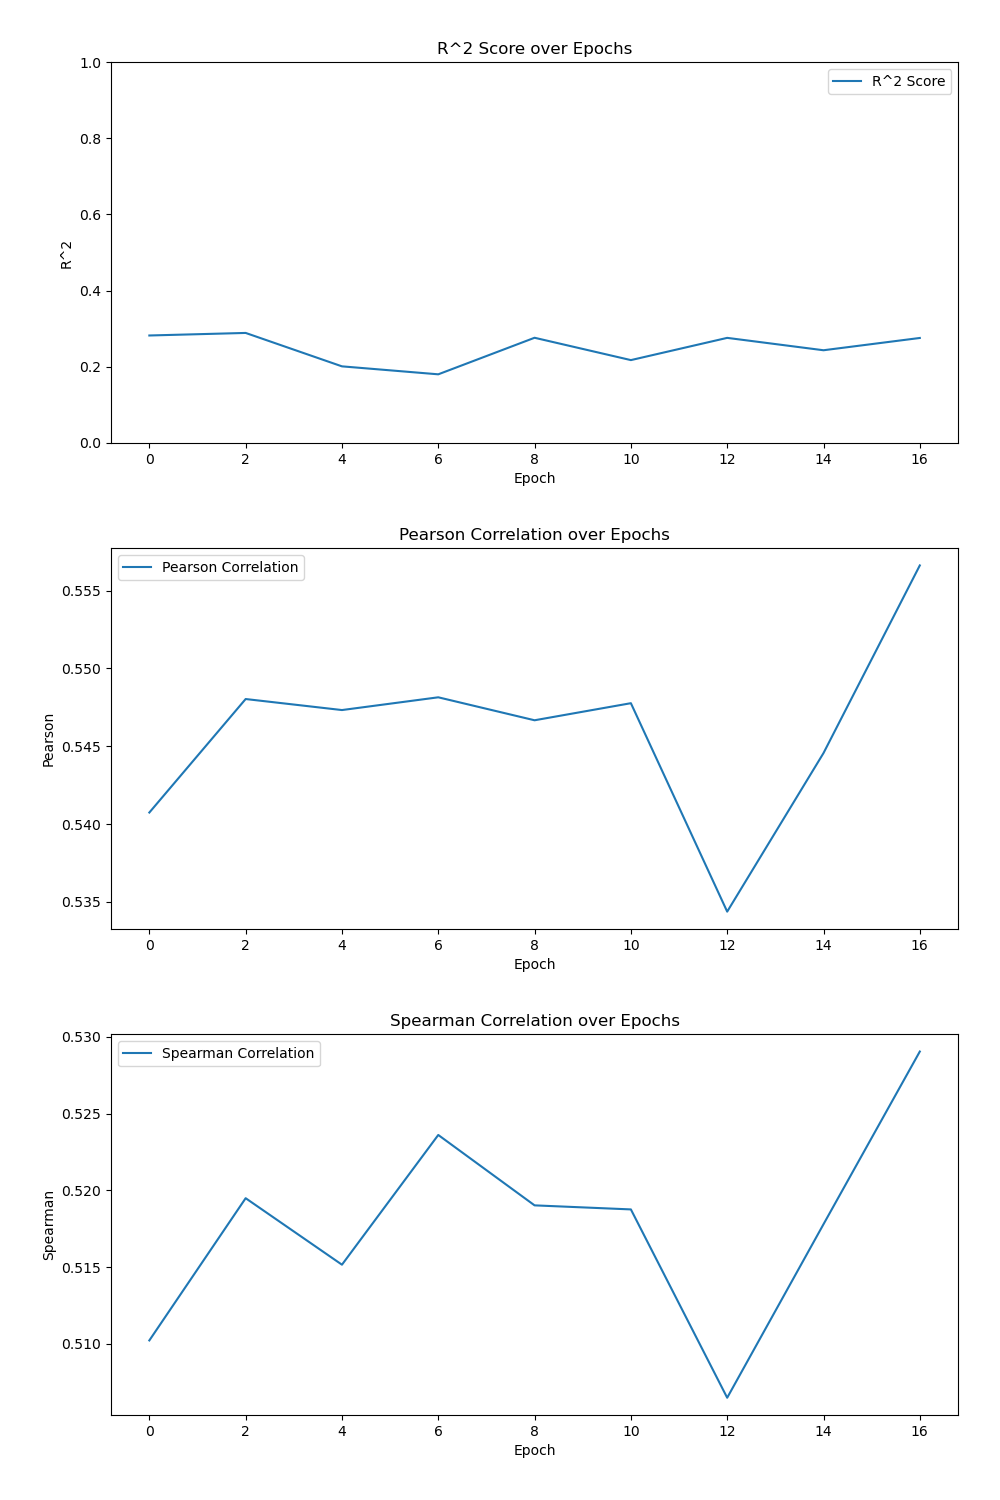 R^2 Score over Epochs
1.0
R^2 Score
0.8
0.6
R^2
0.4
0.2
0.0
0 2 4 6 8 10 12 14 16
Epoch
Pearson Correlation over Epochs
Pearson Correlation
0.555
0.550
Pearson
0.545
0.540
0.535
0 2 4 6 8 10 12 14 16
Epoch
Spearman Correlation over Epochs
0.530
Spearman Correlation
0.525
0.520
Spearman
0.515
0.510
0 2 4 6 8 10 12 14 16
Epoch